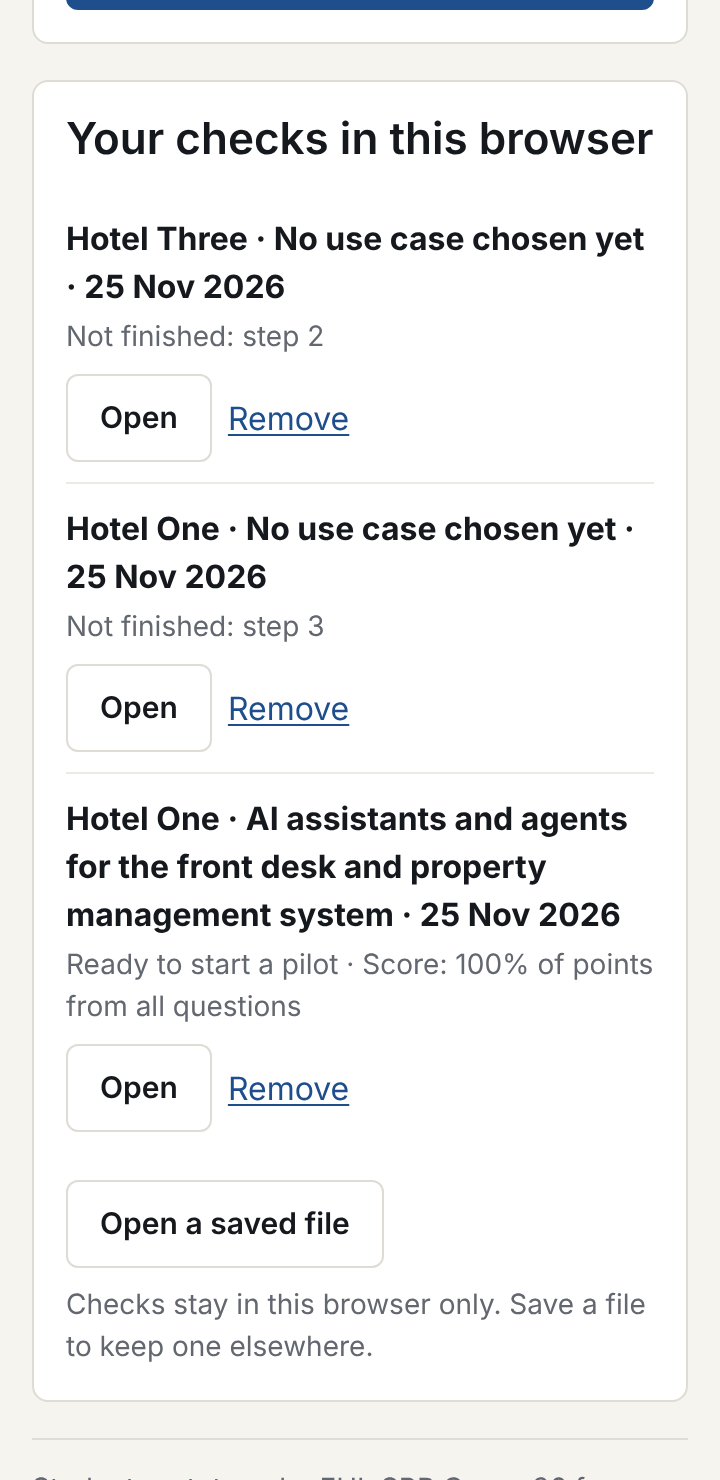 Your checks in this browser
Hotel Three · No use case chosen yet
· 25 Nov 2026
Not finished: step 2
Open Remove
Hotel One · No use case chosen yet ·
25 Nov 2026
Not finished: step 3
Open Remove
Hotel One · AI assistants and agents
for the front desk and property
management system · 25 Nov 2026
Ready to start a pilot · Score: 100% of points
from all questions
Open Remove
Open a saved file
Checks stay in this browser only. Save a file
to keep one elsewhere.